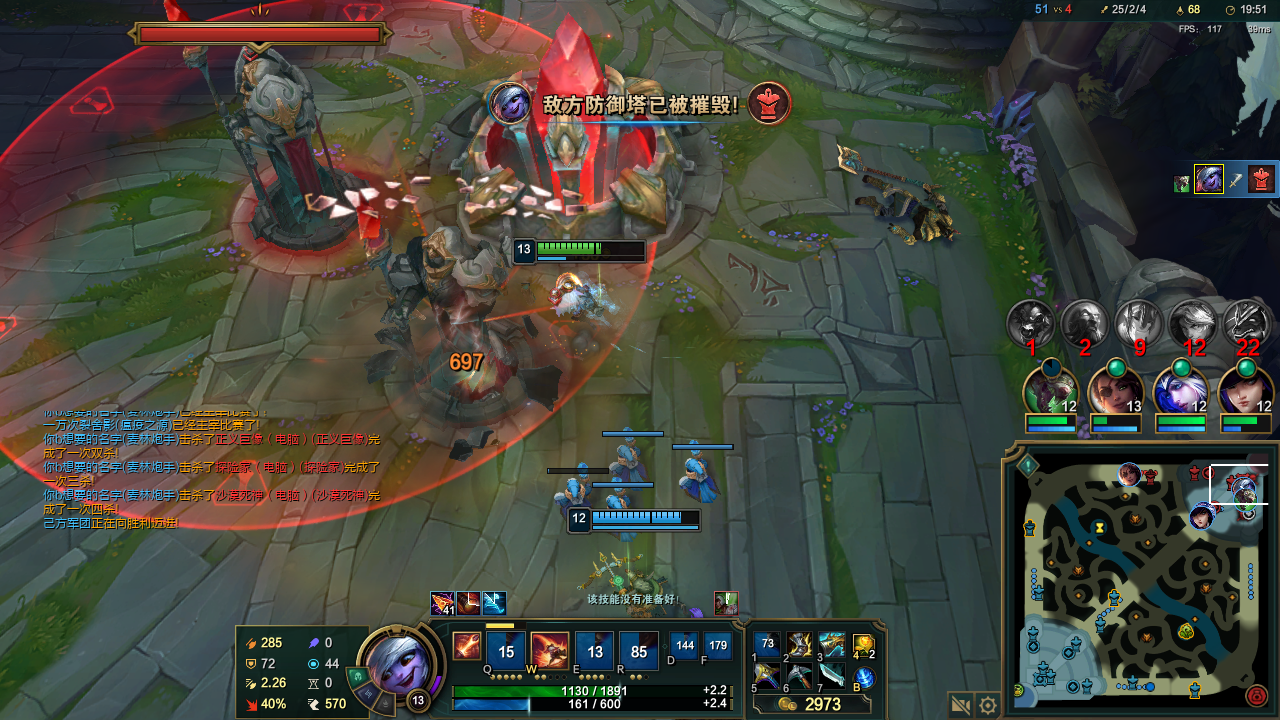 51 vs 4 25/2/4 68 19:51
FPS: 117 39ms
敌方防御塔已被摧毁!
13
697
1 2 9 12 22
12 13 12 12
一方次裂舍影(瘟疫之源)已经主宰比赛了!
你b想要的名字(麦林炮手)击杀了正义巨像(电脑)(正义巨像)完
成了一次双杀!
你b想要的名字(麦林炮手)击杀了探险家(电脑)(探险家)完成了
一次三杀!
你b想要的名字(麦林炮手)击杀了沙漠死神(电脑)(沙漠死神)完
成了一次四杀!
己方军团正在向胜利迈进!
12
该技能没有准备好!
41
285 0
72 44
2.26 0
40% 570
13
15 13 85 144 179
Q W E R D F
1130 / 1891 +2.2
161 / 600 +2.4
73
1 2 3 4 2
5 6 7 B
2973